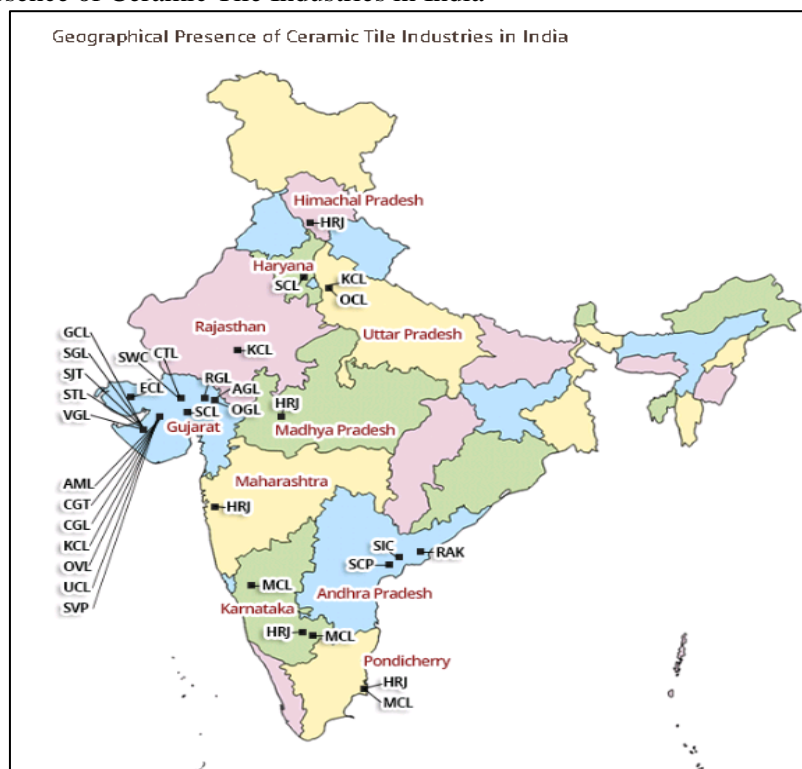 Geographical Presence of Ceramic Tile Industries in India
Himachal Pradesh
HRJ
Haryana
SCL
KCL
OCL
Uttar Pradesh
Rajasthan
KCL
GCL
SGL
SJT
STL
VGL
SWC
CTL
ECL
RGL
AGL
OGL
SCL
Gujarat
HRJ
Madhya Pradesh
AML
CGT
CGL
KCL
OVL
UCL
SVP
Maharashtra
HRJ
SIC
RAK
SCP
Andhra Pradesh
MCL
Karnataka
HRJ
MCL
Pondicherry
HRJ
MCL